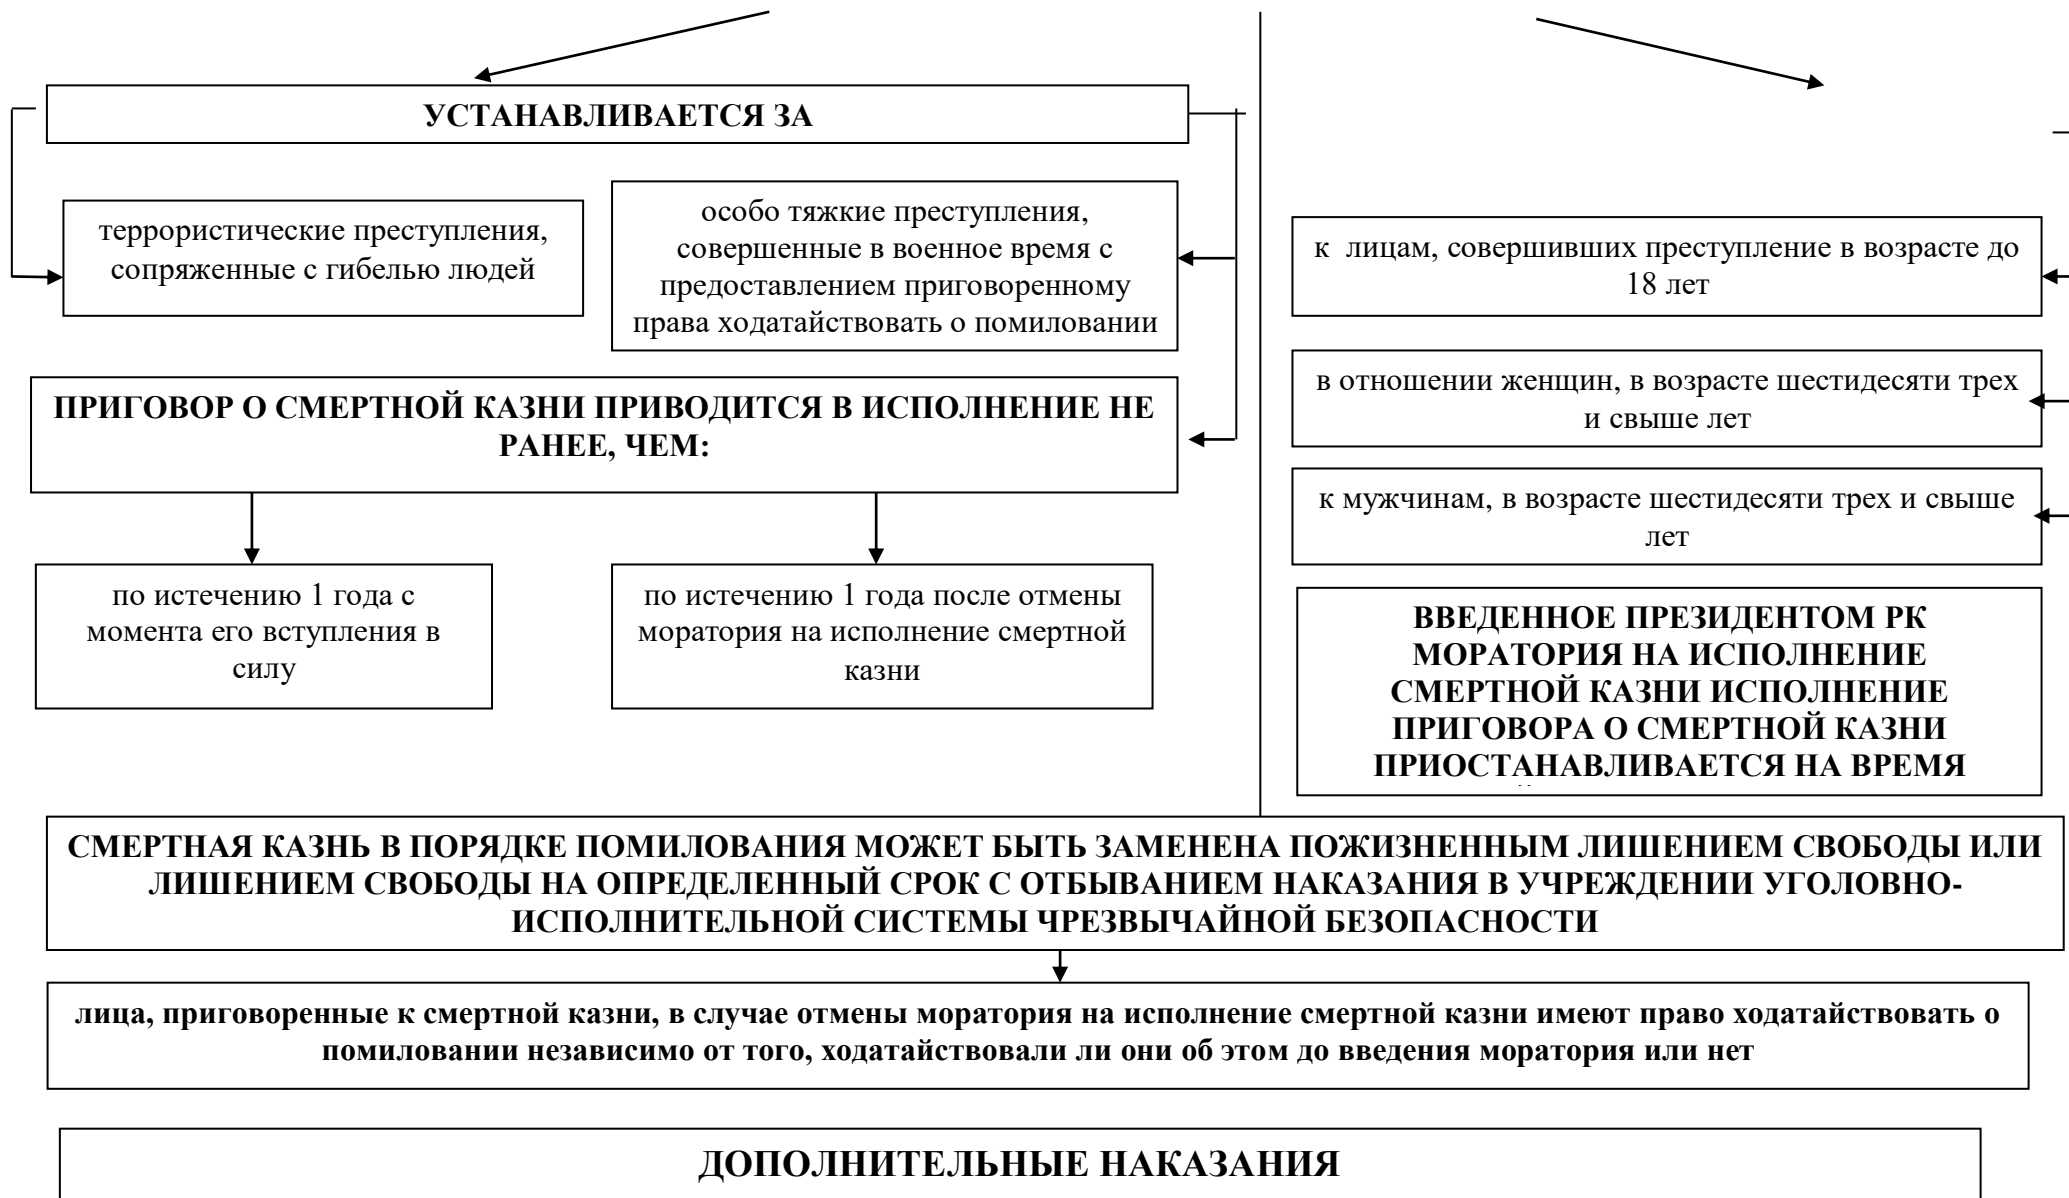 УСТАНАВЛИВАЕТСЯ ЗА
террористические преступления,
сопряженные с гибелью людей
особо тяжкие преступления,
совершенные в военное время с
предоставлением приговоренному
права ходатайствовать о помиловании
ПРИГОВОР О СМЕРТНОЙ КАЗНИ ПРИВОДИТСЯ В ИСПОЛНЕНИЕ НЕ
РАНЕЕ, ЧЕМ:
по истечению 1 года с
момента его вступления в
силу
по истечению 1 года после отмены
моратория на исполнение смертной
казни
к лицам, совершивших преступление в возрасте до
18 лет
в отношении женщин, в возрасте шестидесяти трех
и свыше лет
к мужчинам, в возрасте шестидесяти трех и свыше
лет
ВВЕДЕННОЕ ПРЕЗИДЕНТОМ РК
МОРАТОРИЯ НА ИСПОЛНЕНИЕ
СМЕРТНОЙ КАЗНИ ИСПОЛНЕНИЕ
ПРИГОВОРА О СМЕРТНОЙ КАЗНИ
ПРИОСТАНАВЛИВАЕТСЯ НА ВРЕМЯ
СМЕРТНАЯ КАЗНЬ В ПОРЯДКЕ ПОМИЛОВАНИЯ МОЖЕТ БЫТЬ ЗАМЕНЕНА ПОЖИЗНЕННЫМ ЛИШЕНИЕМ СВОБОДЫ ИЛИ
ЛИШЕНИЕМ СВОБОДЫ НА ОПРЕДЕЛЕННЫЙ СРОК С ОТБЫВАНИЕМ НАКАЗАНИЯ В УЧРЕЖДЕНИИ УГОЛОВНО-
ИСПОЛНИТЕЛЬНОЙ СИСТЕМЫ ЧРЕЗВЫЧАЙНОЙ БЕЗОПАСНОСТИ
лица, приговоренные к смертной казни, в случае отмены моратория на исполнение смертной казни имеют право ходатайствовать о
помиловании независимо от того, ходатайствовали ли они об этом до введения моратория или нет
ДОПОЛНИТЕЛЬНЫЕ НАКАЗАНИЯ